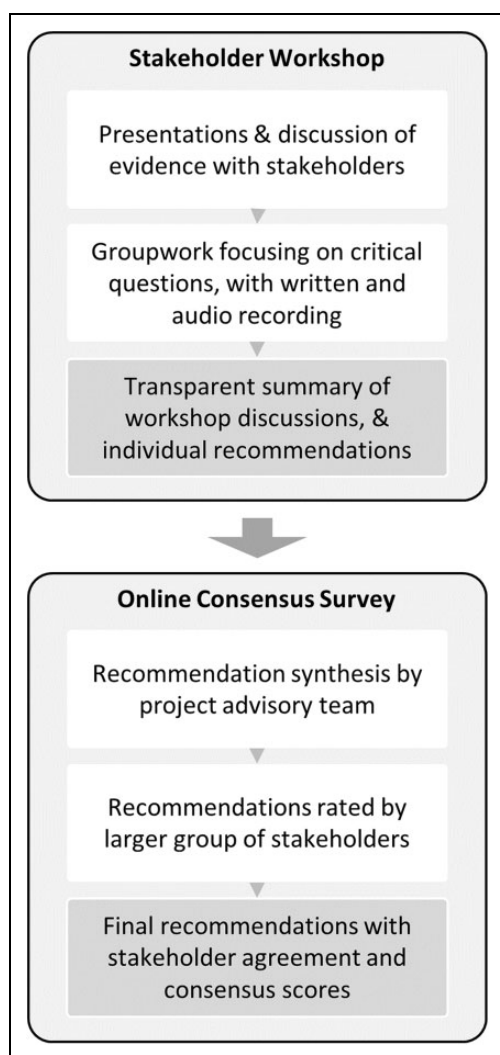 Stakeholder Workshop
Presentations & discussion of
evidence with stakeholders
Groupwork focusing on critical
questions, with written and
audio recording
Transparent summary of
workshop discussions, &
individual recommendations
Online Consensus Survey
Recommendation synthesis by
project advisory team
Recommendations rated by
larger group of stakeholders
Final recommendations with
stakeholder agreement and
consensus scores